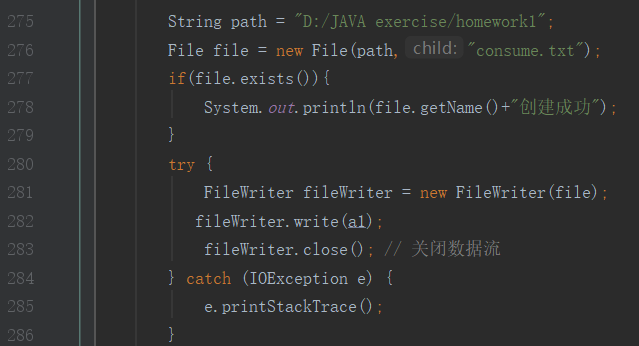 275 String path = "D:/JAVA exercise/homework1";
276 File file = new File(path, child: "consume.txt");
277 if(file.exists()){
278 System.out.println(file.getName()+"创建成功");
279 }
280 try {
281 FileWriter fileWriter = new FileWriter(file);
282 fileWriter.write(a1);
283 fileWriter.close(); // 关闭数据流
284 } catch (IOException e) {
285 e.printStackTrace();
286 }